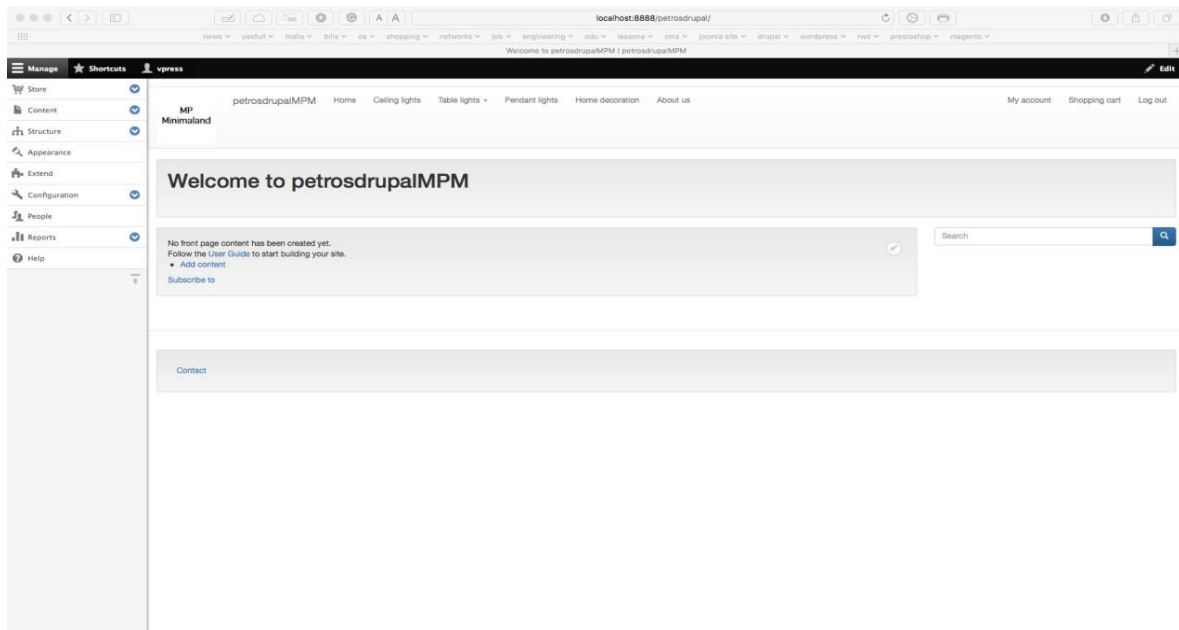 A A localhost:8888/petrosdrupal/
news usefull mails bills ca shopping networks job engineering edu lessons cms joomla site drupal wordpress rwd prestashop magento
Welcome to petrosdrupalMPM | petrosdrupalMPM
Manage Shortcuts vpress Edit
Store
Content
Structure
Appearance
Extend
Configuration
People
Reports
Help
MP
Minimaland
petrosdrupalMPM Home Ceiling lights Table lights Pendant lights Home decoration About us My account Shopping cart Log out
Welcome to petrosdrupalMPM
No front page content has been created yet.
Follow the User Guide to start building your site.
• Add content
Subscribe to
Search
Contact